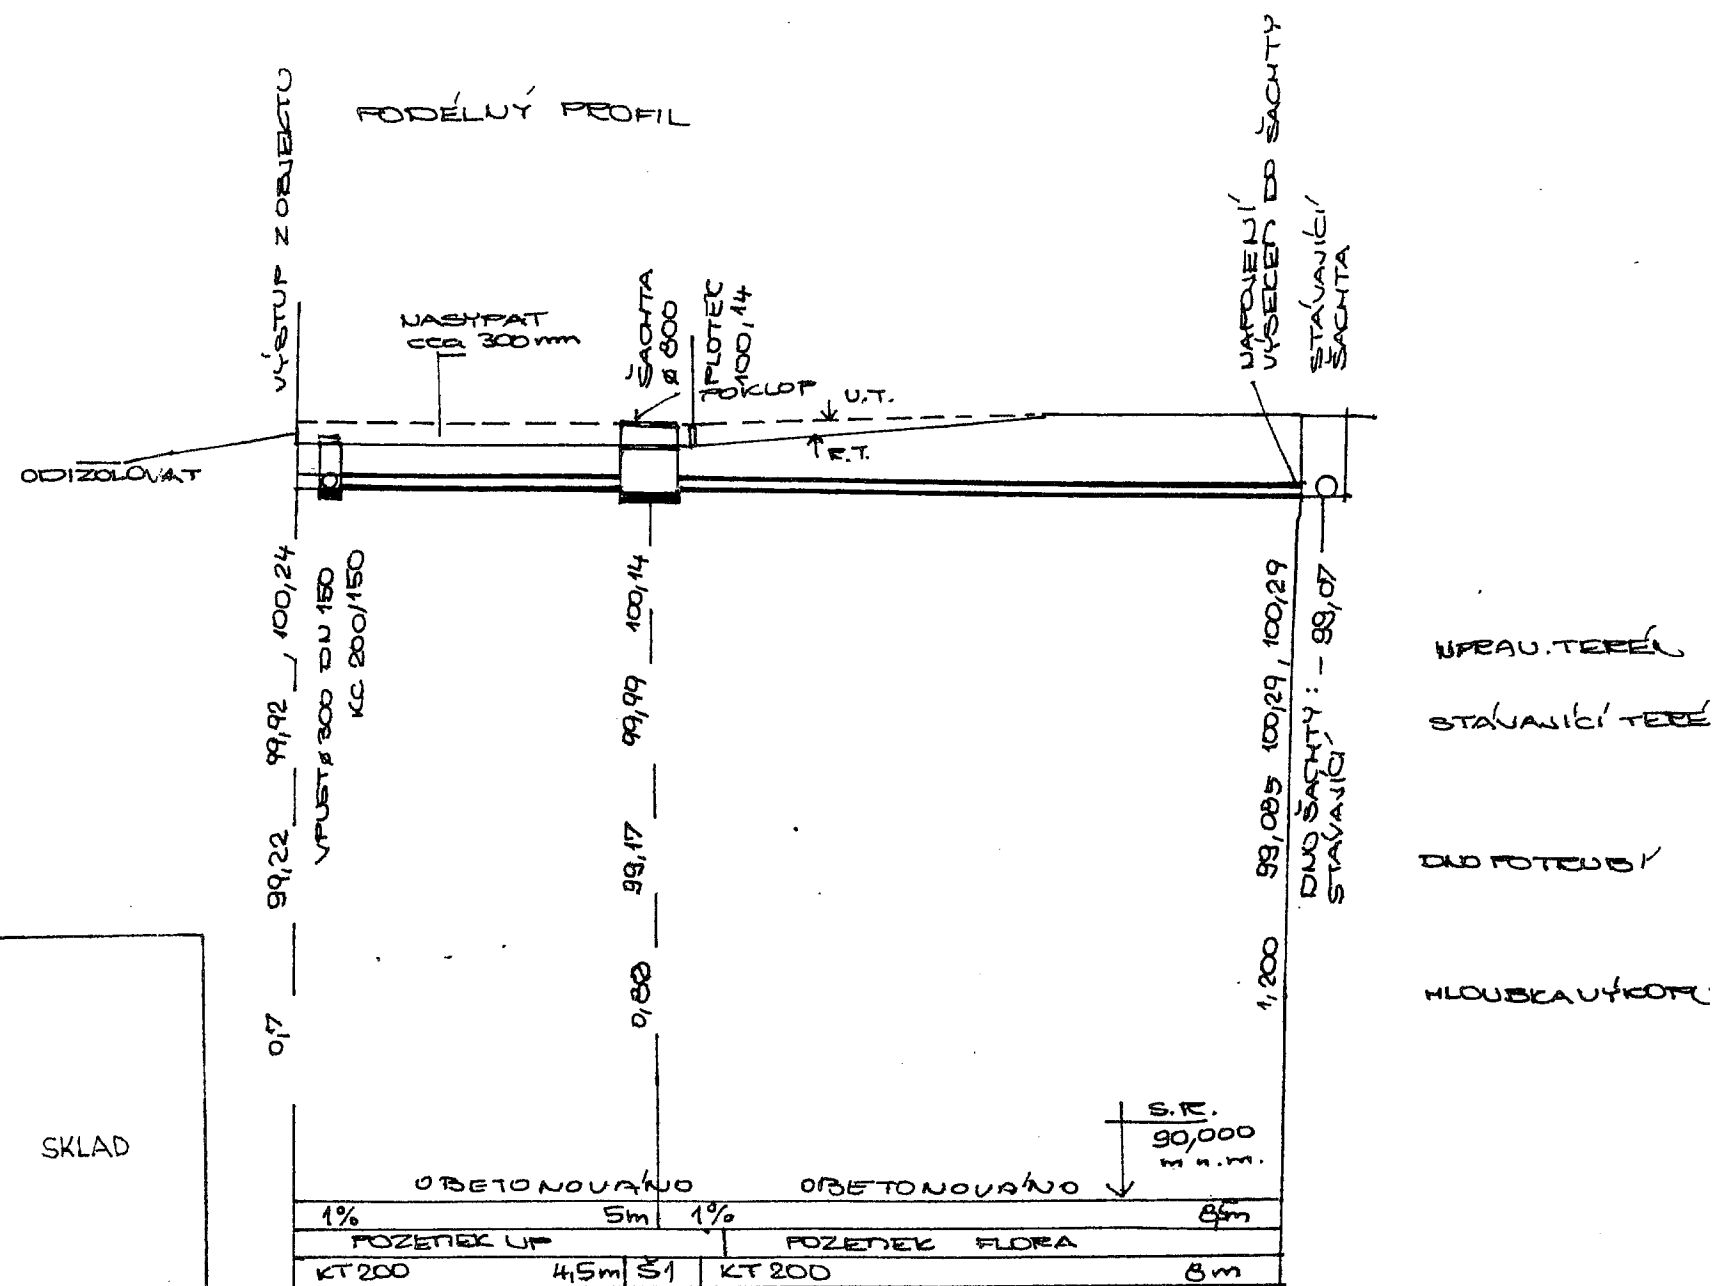 PODÉLNÝ PROFIL
VÝSTUP Z OBJEKTU
NASYPAT
cca 300 mm
ŠACHTA
ø 800
PLOTEK
100,14
POKLOP
U.T.
R.T.
NAPOJENÍ
VÝSEČEŃ DO ŠACHTY
STÁVAJÍCÍ
ŠACHTA
ODIZOLOVAT
100,24
99,92
99,22
0,7
VPUSŤ ø 300 DN 150
KC 200/150
100,14
99,99
99,17
0,80
100,29
100,29
99,085
1,200
DNO ŠACHTY: - 99,07
STÁVAJÍCÍ
UPRAV. TERÉN
STÁVAJÍCÍ TERÉ
DNO POTRUBÍ
HLOUBKA VÝKOPU
SKLAD
S.R.
90,000
m n.m.
OBETONOVÁNO OBETONOVÁNO
1% 5m 1%
POZEMEK UP POZEMEK FLORA
KT 200 4,5m Š1 KT 200 8m